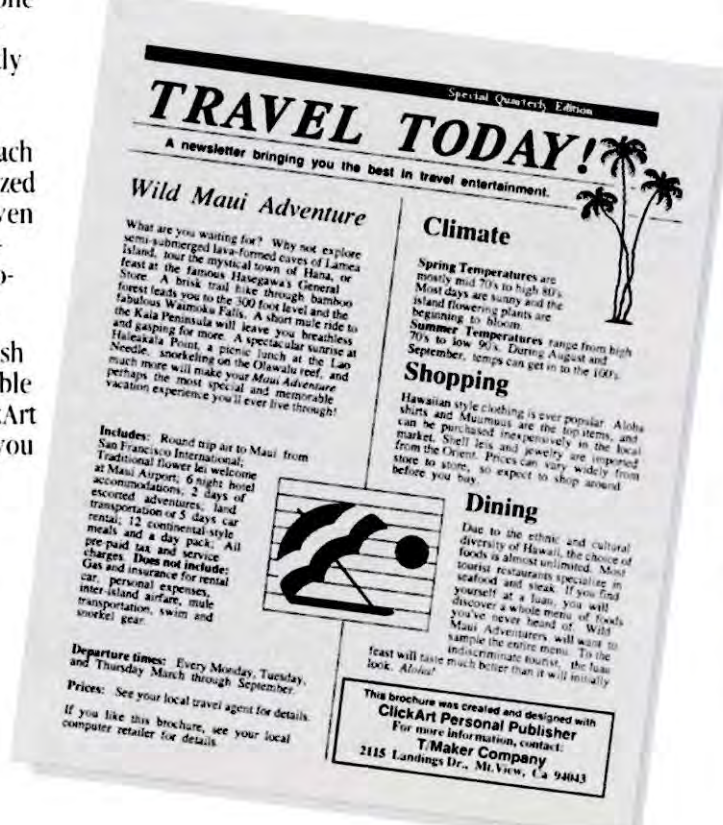 Special Quarterly Edition
TRAVEL TODAY!
A newsletter bringing you the best in travel entertainment.
Wild Maui Adventure
What are you waiting for? Why not explore
semi-submerged lava-formed caves of Lamea
Island, tour the mystical town of Hana, or
feast at the famous Hasegawa's General
Store. A brisk trail hike through bamboo
forest leads you to the 300 foot level and the
fabulous Waimoku Falls. A short mule ride to
the Kala Peninsula will leave you breathless
and gasping for more. A spectacular sunrise at
Haleakala Point, a picnic lunch at the Lao
Needle, snorkeling on the Olawalu reef, and
much more will make your Maui Adventure
perhaps the most special and memorable
vacation experience you'll ever live through!
Includes: Round trip air to Maui from
San Francisco International;
Traditional flower lei welcome
at Maui Airport; 6 night hotel
accommodations; 2 days of
escorted adventures; land
transportation or 5 days car
rental; 12 continental-style
meals and a day pack; All
pre-paid tax and service
charges. Does not include:
Gas and insurance for rental
car, personal expenses,
inter-island airfare, mule
transportation, swim and
snorkel gear.
Departure times: Every Monday, Tuesday,
and Thursday March through September.
Prices: See your local travel agent for details.
If you like this brochure, see your local
computer retailer for details.
Climate
Spring Temperatures are
mostly mid 70's to high 80's.
Most days are sunny and the
island flowering plants are
beginning to bloom.
Summer Temperatures range from high
70's to low 90's. During August and
September, temps can get in to the 100's.
Shopping
Hawaiian style clothing is ever popular. Aloha
shirts and Muumuus are the top items, and
can be purchased inexpensively in the local
market. Shell leis and jewelry are imported
from the Orient. Prices can vary widely from
store to store, so expect to shop around
before you buy.
Dining
Due to the ethnic and cultural
diversity of Hawaii, the choice of
foods is almost unlimited. Most
tourist restaurants specialize in
seafood and steak. If you find
yourself at a luau, you will
discover a whole menu of foods
you've never heard of. Wild
Maui Adventurers will want to
sample the entire menu. To the
indiscriminate tourist, the luau
feast will taste much better than it will initially
look. Aloha!
This brochure was created and designed with
ClickArt Personal Publisher
For more information, contact:
T/Maker Company
2115 Landings Dr., Mt.View, Ca 94043
you